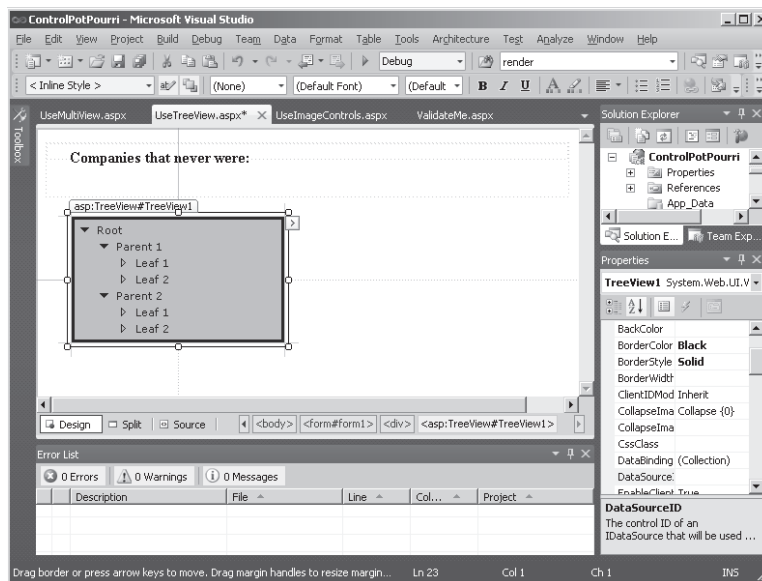 ControlPotPourri - Microsoft Visual Studio
File Edit View Project Build Debug Team Data Format Table Tools Architecture Test Analyze Window Help
Debug render
< Inline Style > (None) (Default Font) (Default B I U A
Toolbox
UseMultiView.aspx UseTreeView.aspx* UseImageControls.aspx ValidateMe.aspx
Companies that never were:
asp:TreeView#TreeView1
Root
Parent 1
Leaf 1
Leaf 2
Parent 2
Leaf 1
Leaf 2
Design Split Source <body> <form#form1> <div> <asp:TreeView#TreeView1>
Error List
0 Errors 0 Warnings 0 Messages
Description File Line Col... Project
Solution Explorer
ControlPotPourri
Properties
References
App_Data
Solution E... Team Exp...
Properties
TreeView1 System.Web.UI.V
BackColor
BorderColor Black
BorderStyle Solid
BorderWidth
ClientIDMod Inherit
CollapseIma Collapse {0}
CollapseIma
CssClass
DataBinding (Collection)
DataSource
EnableClient True
DataSourceID
The control ID of an
IDataSource that will be used ...
Drag border or press arrow keys to move. Drag margin handles to resize margin... Ln 23 Col 1 Ch 1 INS